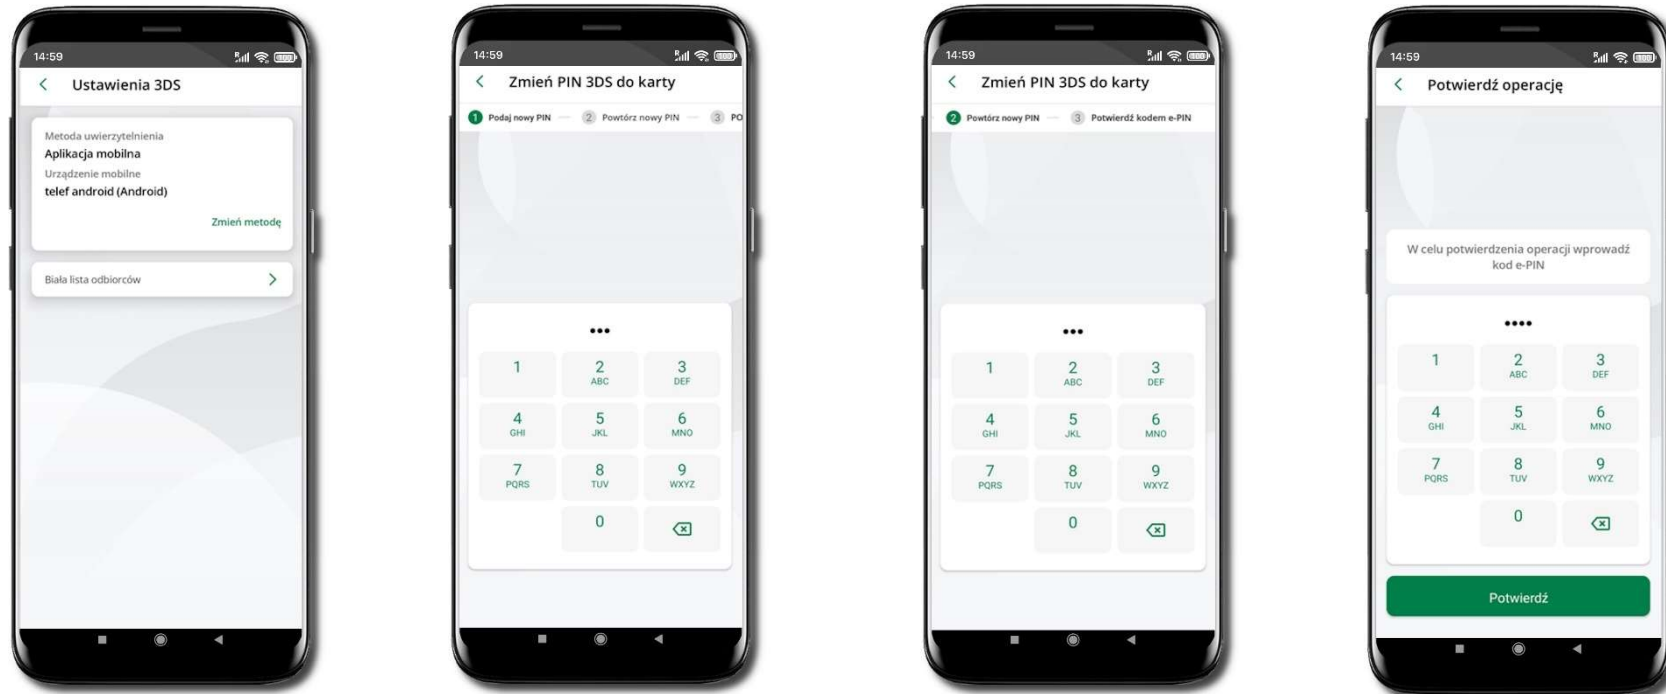 14:59
Ustawienia 3DS
Metoda uwierzytelnienia
Aplikacja mobilna
Urządzenie mobilne
telef android (Android)
Zmień metodę
Biała lista odbiorców
14:59
Zmień PIN 3DS do karty
1 Podaj nowy PIN 2 Powtórz nowy PIN 3 PO
1 2 3
ABC DEF
4 5 6
GHI JKL MNO
7 8 9
PQRS TUV WXYZ
0
14:59
Zmień PIN 3DS do karty
2 Powtórz nowy PIN 3 Potwierdź kodem e-PIN
1 2 3
ABC DEF
4 5 6
GHI JKL MNO
7 8 9
PQRS TUV WXYZ
0
14:59
Potwierdź operację
W celu potwierdzenia operacji wprowadź
kod e-PIN
1 2 3
ABC DEF
4 5 6
GHI JKL MNO
7 8 9
PQRS TUV WXYZ
0
Potwierdź